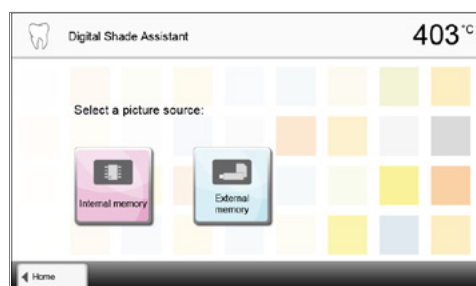 Digital Shade Assistant
403 °C
Select a picture source:
Internal memory
External
memory
Home